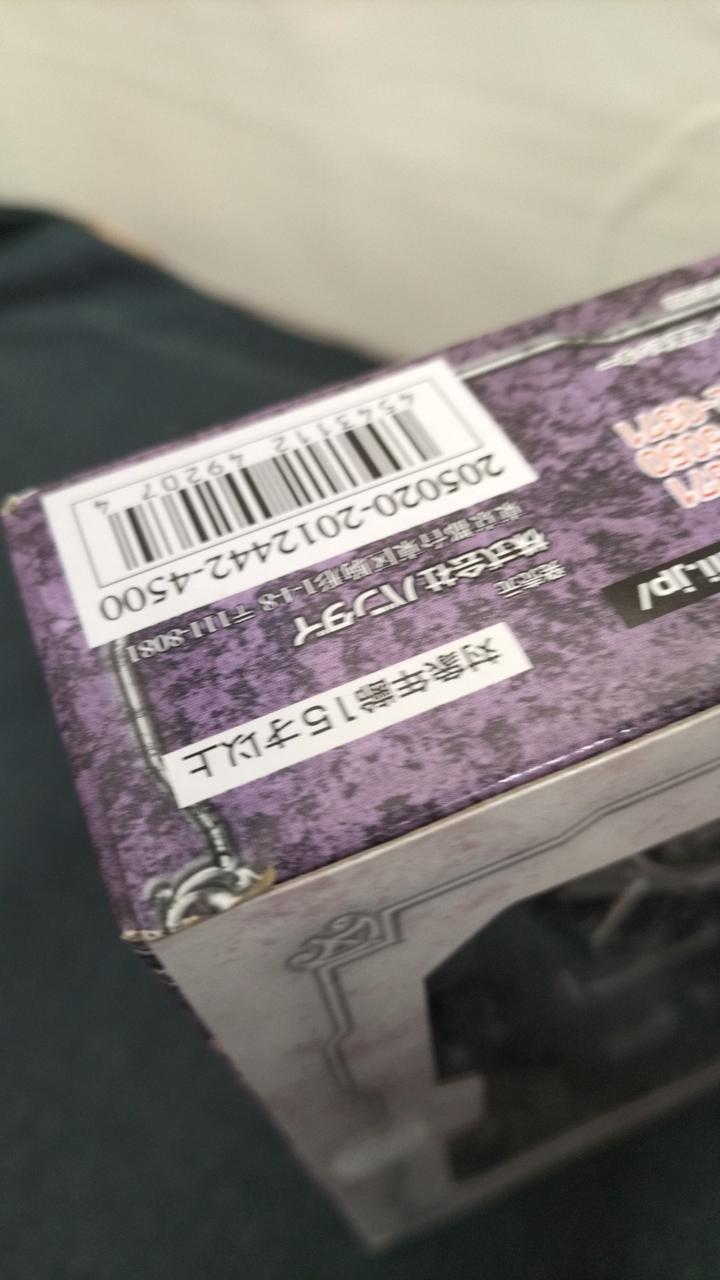 4543112 49207 4
205020-2012442-4500
発売元
株式会社バンダイ
東京都台東区駒形1-4-8 〒111-8081
対象年齢15才以上
.jp/